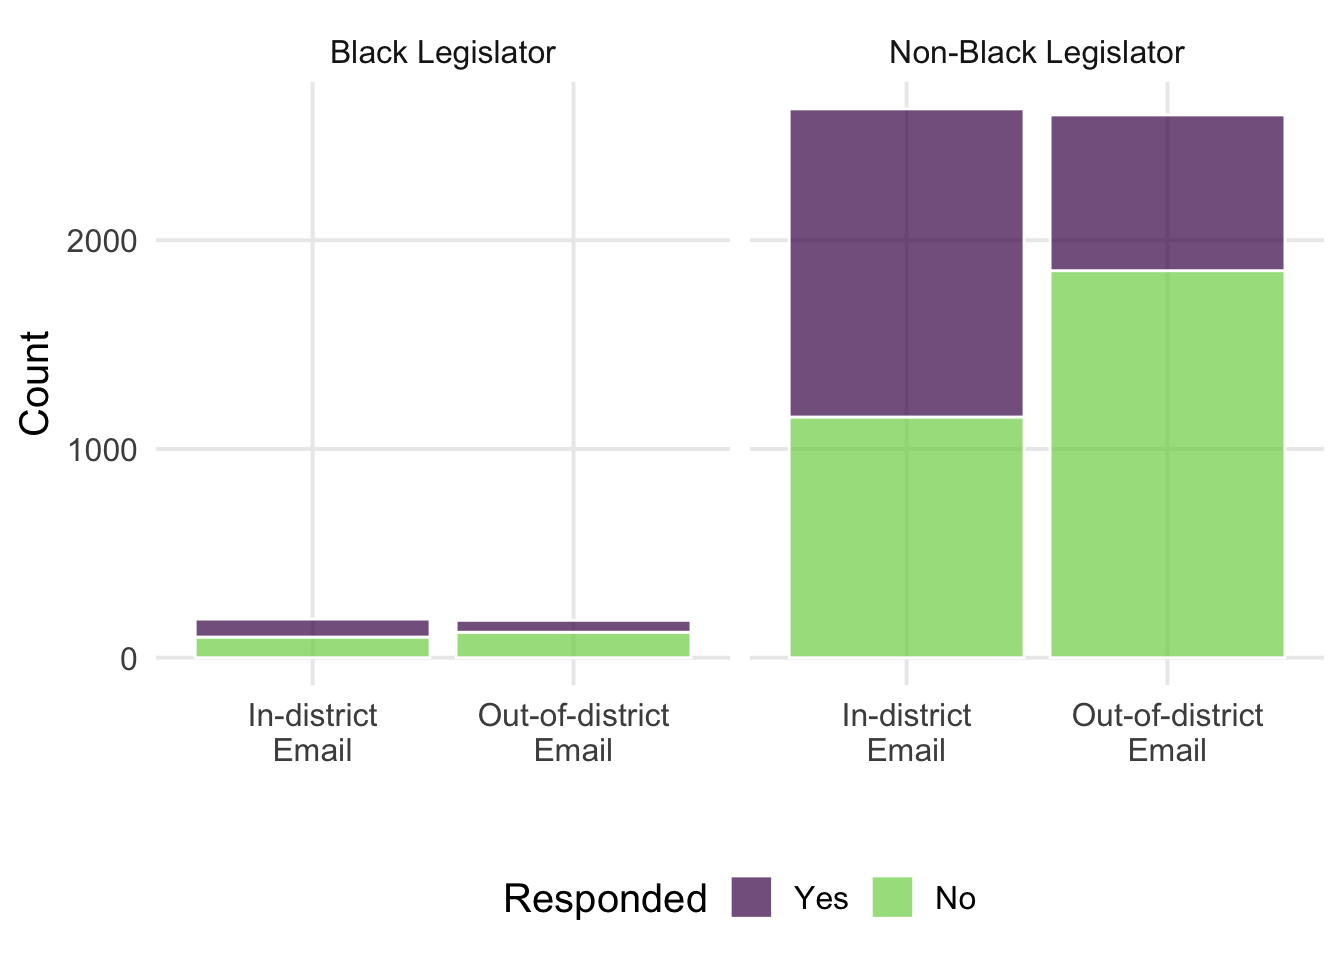 Black Legislator
Non-Black Legislator
Count
2000
1000
0
In-district
Email
Out-of-district
Email
In-district
Email
Out-of-district
Email
Responded Yes No